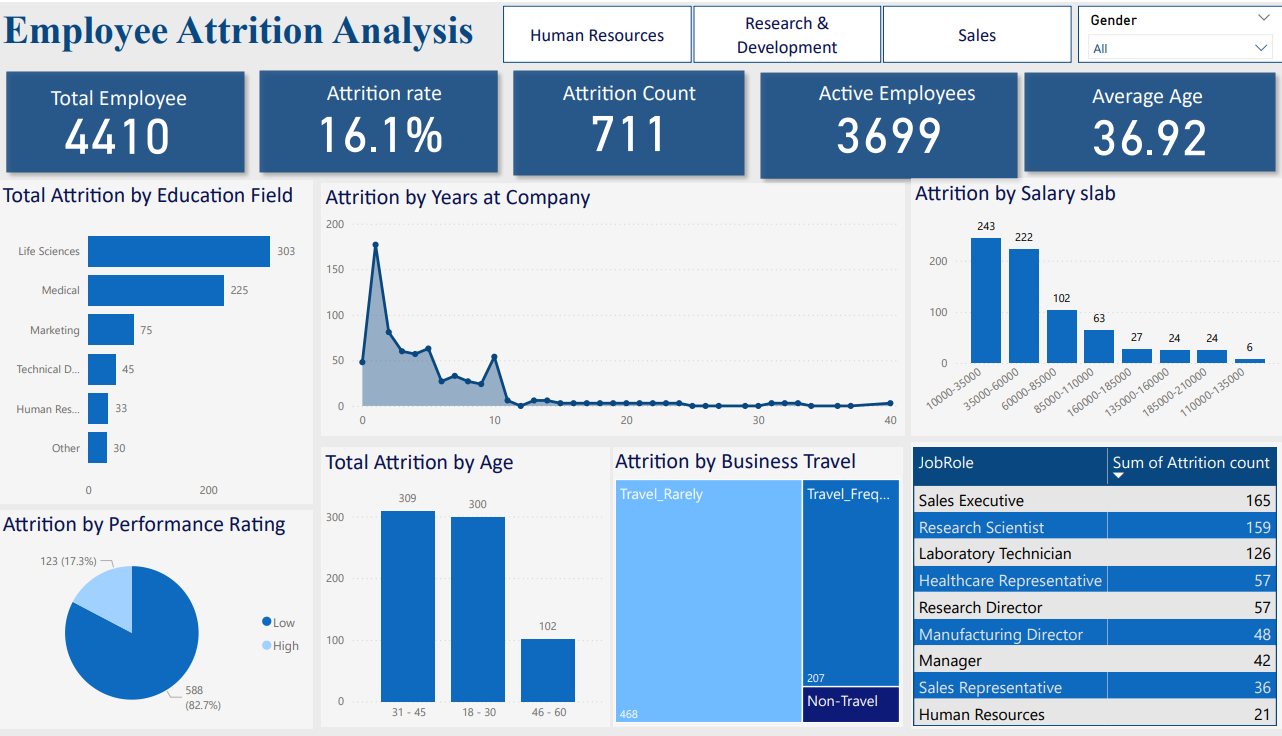 Employee Attrition Analysis
Human Resources
Research &
Development
Sales
Gender
All
Total Employee
4410
Attrition rate
16.1%
Attrition Count
711
Active Employees
3699
Average Age
36.92
Total Attrition by Education Field
Life Sciences
303
Medical
225
Marketing
75
Technical D...
45
Human Res...
33
Other
30
0
200
Attrition by Years at Company
200
150
100
50
0
0
10
20
30
40
Attrition by Salary slab
200
100
0
243
222
102
63
27
24
24
6
10000-35000
35000-60000
60000-85000
85000-110000
160000-185000
135000-160000
185000-210000
110000-135000
Attrition by Performance Rating
123 (17.3%)
588
(82.7%)
Low
High
Total Attrition by Age
300
200
100
0
309
300
102
31 - 45
18 - 30
46 - 60
Attrition by Business Travel
Travel_Rarely
468
Travel_Freq...
207
Non-Travel
JobRole Sum of Attrition count
Sales Executive 165
Research Scientist 159
Laboratory Technician 126
Healthcare Representative 57
Research Director 57
Manufacturing Director 48
Manager 42
Sales Representative 36
Human Resources 21